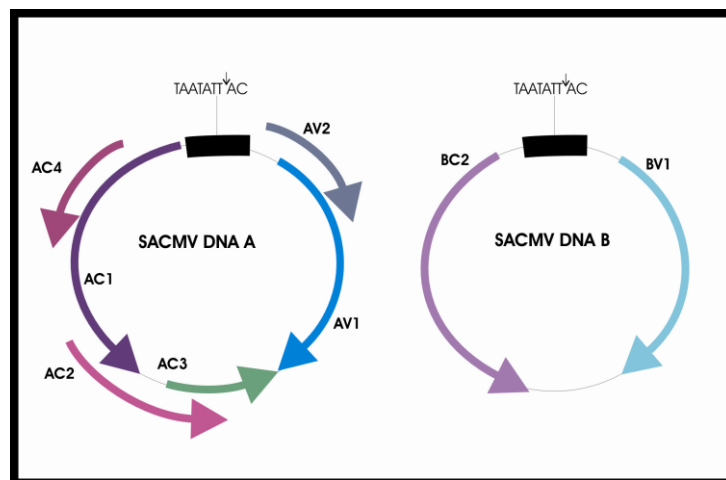 TAATATT↓AC
TAATATT↓AC
AV2
AC4
BC2
BV1
SACMV DNA A
SACMV DNA B
AC1
AV1
AC3
AC2